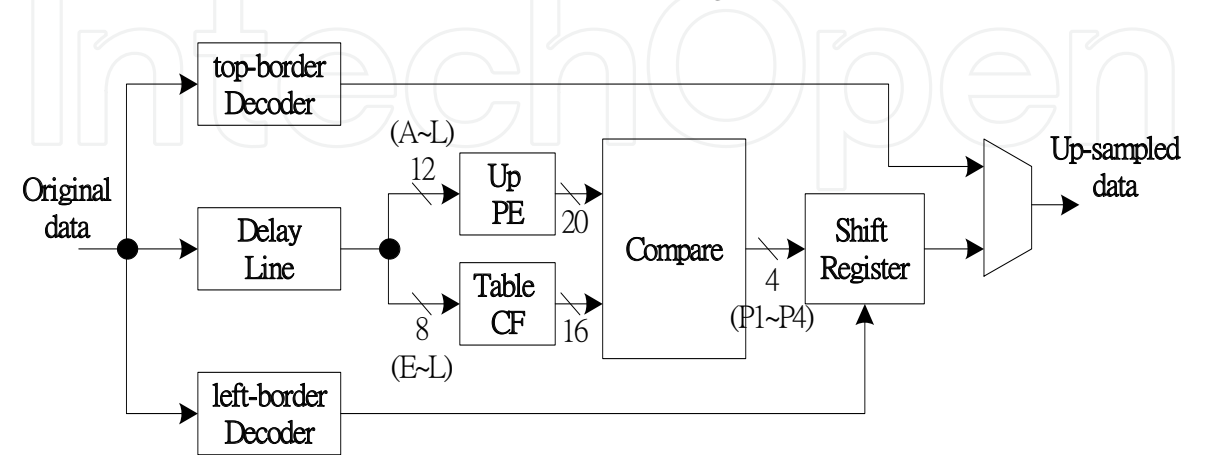 IntechOpen
top-border
Decoder
(A~L)
12
Up
PE
20
Original
data
Delay
Line
Compare
Shift
Register
4
(P1~P4)
Up-sampled
data
8
(E~L)
Table
CF
16
left-border
Decoder